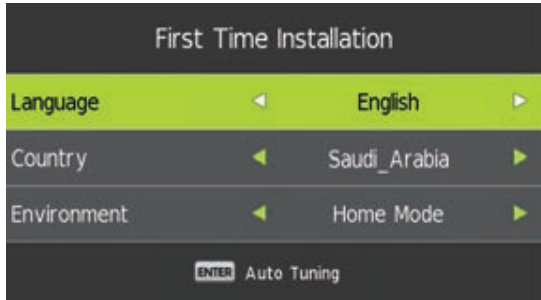 First Time Installation
Language English
Country Saudi_Arabia
Environment Home Mode
ENTER Auto Tuning